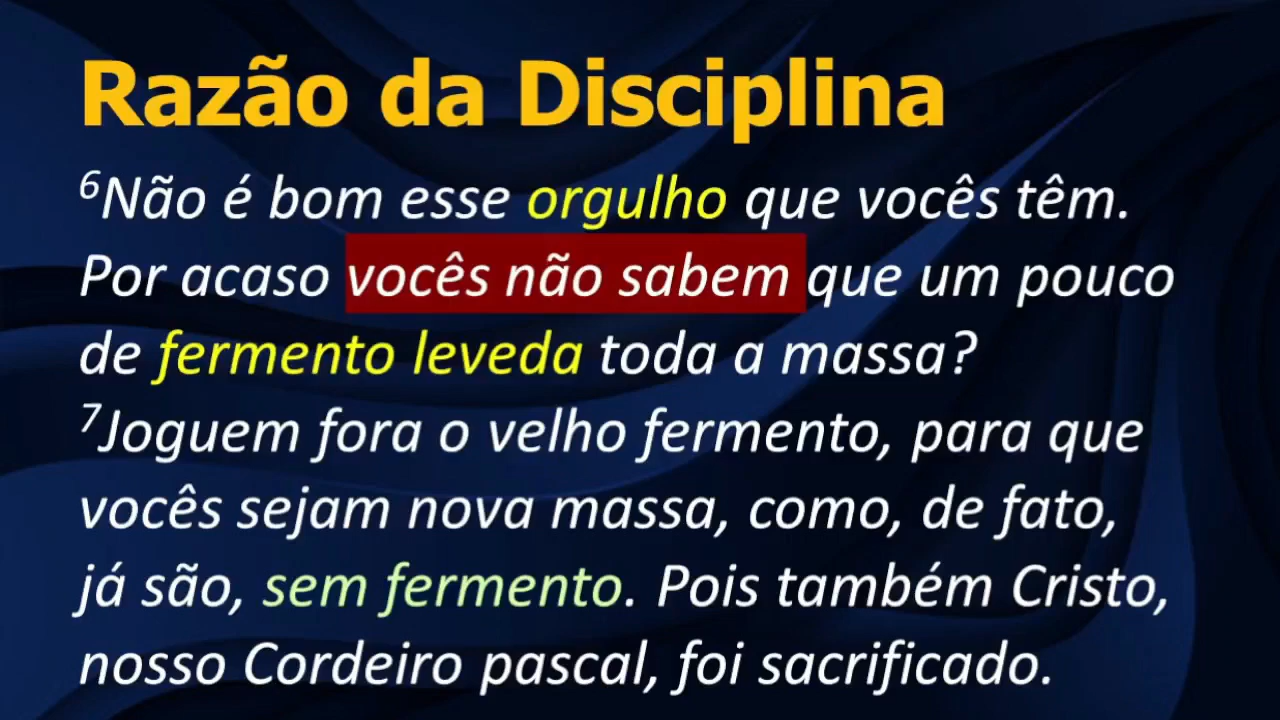 Razão da Disciplina
⁶Não é bom esse orgulho que vocês têm.
Por acaso vocês não sabem que um pouco
de fermento leveda toda a massa?
⁷Joguem fora o velho fermento, para que
vocês sejam nova massa, como, de fato,
já são, sem fermento. Pois também Cristo,
nosso Cordeiro pascal, foi sacrificado.